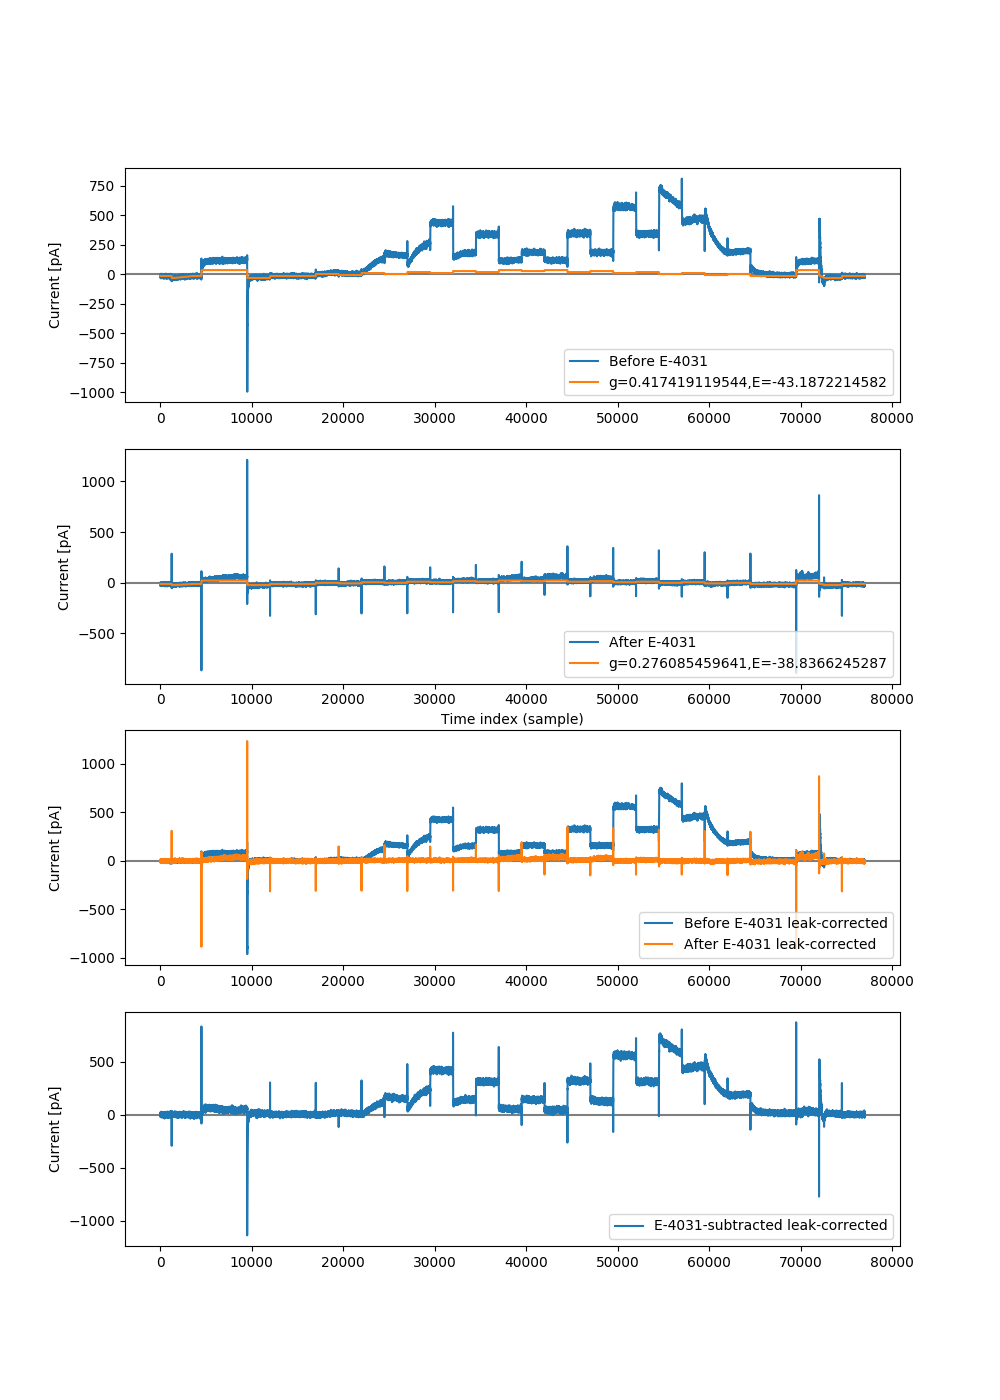 750
500
250
0
−250
−500
−750
−1000
Current [pA]
Before E-4031
g=0.417419119544,E=-43.1872214582
0 10000 20000 30000 40000 50000 60000 70000 80000
1000
500
0
−500
Current [pA]
After E-4031
g=0.276085459641,E=-38.8366245287
0 10000 20000 30000 40000 50000 60000 70000 80000
Time index (sample)
1000
500
0
−500
−1000
Current [pA]
Before E-4031 leak-corrected
After E-4031 leak-corrected
0 10000 20000 30000 40000 50000 60000 70000 80000
500
0
−500
−1000
Current [pA]
E-4031-subtracted leak-corrected
0 10000 20000 30000 40000 50000 60000 70000 80000